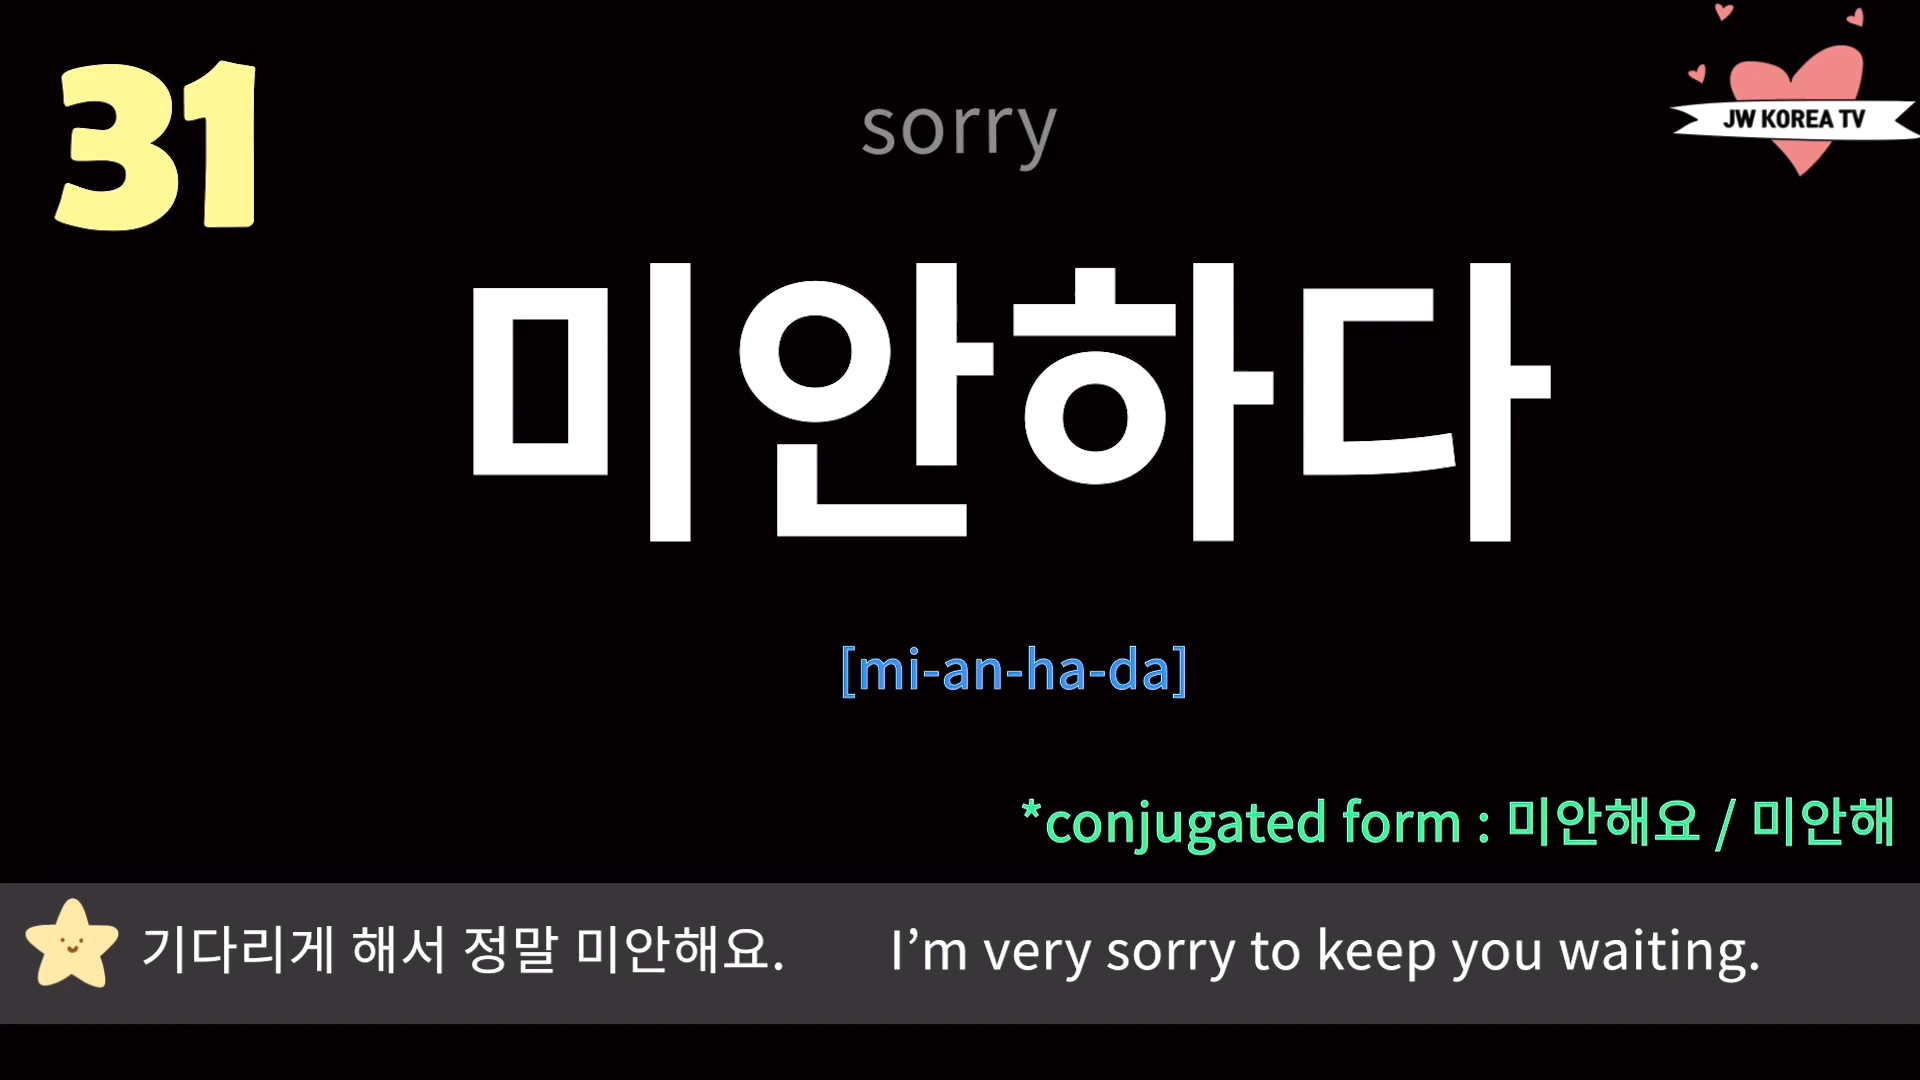 31
sorry
JW KOREA TV
미안하다
[mi-an-ha-da]
*conjugated form : 미안해요 / 미안해
기다리게 해서 정말 미안해요.
I’m very sorry to keep you waiting.